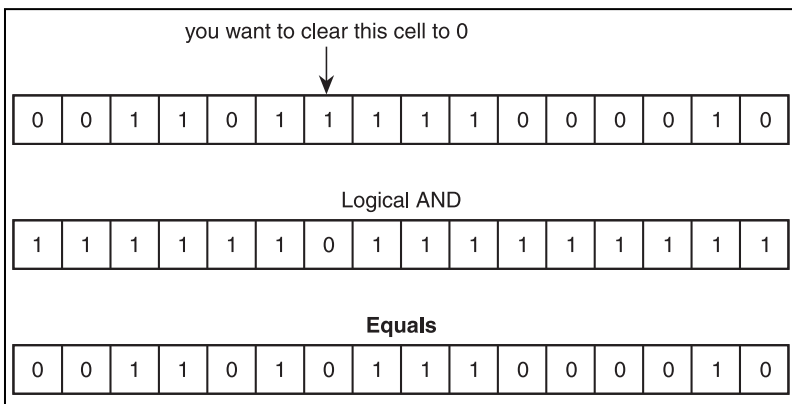 you want to clear this cell to 0
0 0 1 1 0 1 1 1 1 1 0 0 0 0 1 0
Logical AND
1 1 1 1 1 1 0 1 1 1 1 1 1 1 1 1
Equals
0 0 1 1 0 1 0 1 1 1 0 0 0 0 1 0